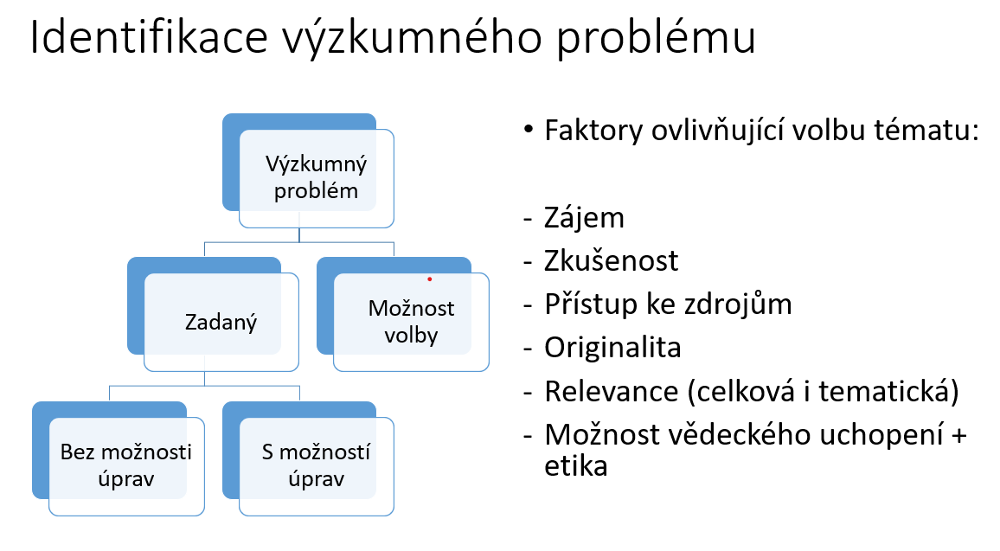 Identifikace výzkumného problému
Výzkumný
problém
Zadaný
Možnost
volby
Bez možnosti
úprav
S možností
úprav
• Faktory ovlivňující volbu tématu:
- Zájem
- Zkušenost
- Přístup ke zdrojům
- Originalita
- Relevance (celková i tematická)
- Možnost vědeckého uchopení +
etika